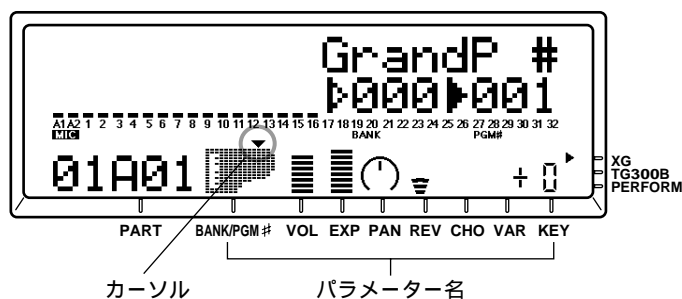 GrandP #
000 001
A1 A2 1 2 3 4 5 6 7 8 9 10 11 12 13 14 15 16 17 18 19 20 21 22 23 24 25 26 27 28 29 30 31 32
MIC BANK PGM#
01A01 + 0
XG
TG300B
PERFORM
PART BANK/PGM♯ VOL EXP PAN REV CHO VAR KEY
カーソル パラメーター名